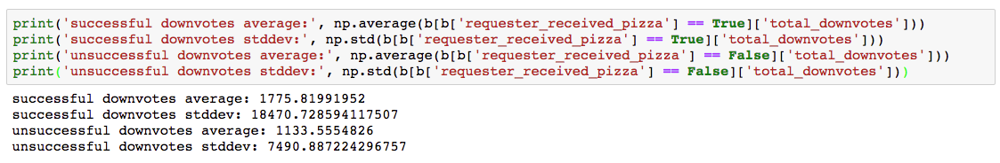 print('successful downvotes average:', np.average(b[b['requester_received_pizza'] == True]['total_downvotes']))
print('successful downvotes stddev:', np.std(b[b['requester_received_pizza'] == True]['total_downvotes']))
print('unsuccessful downvotes average:', np.average(b[b['requester_received_pizza'] == False]['total_downvotes']))
print('unsuccessful downvotes stddev:', np.std(b[b['requester_received_pizza'] == False]['total_downvotes']))
successful downvotes average: 1775.81991952
successful downvotes stddev: 18470.728594117507
unsuccessful downvotes average: 1133.5554826
unsuccessful downvotes stddev: 7490.887224296757